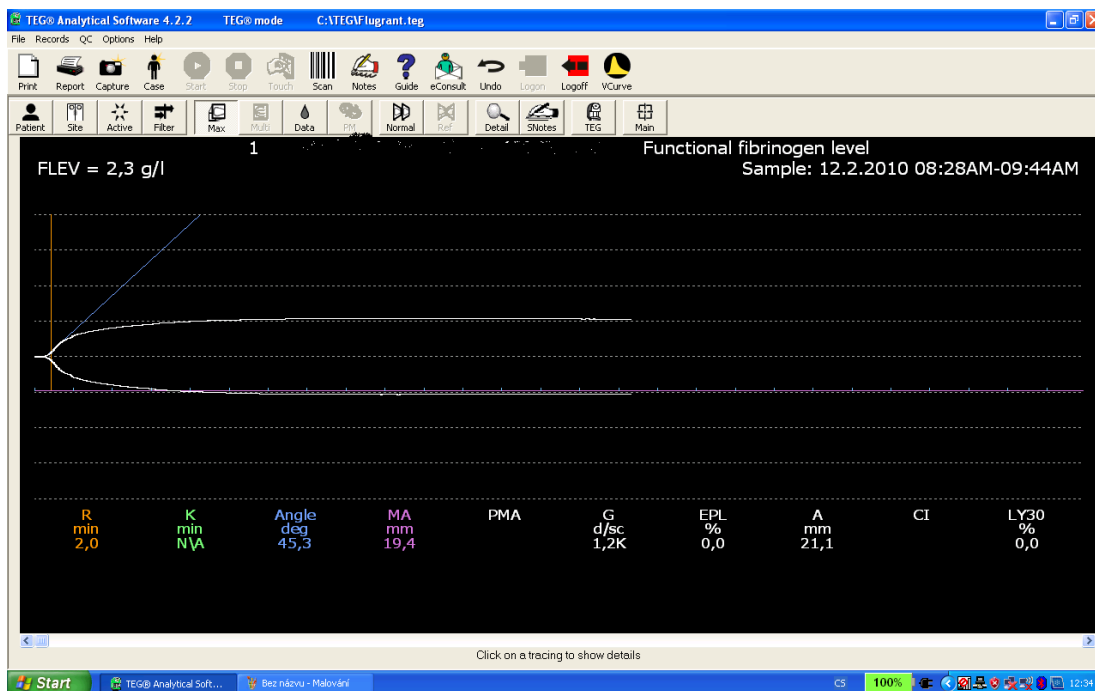 TEG® Analytical Software 4.2.2 TEG® mode C:\TEG\Flugrant.teg
File Records QC Options Help
Print Report Capture Case Start Stop Touch Scan Notes Guide eConsult Undo Logon Logoff VCurve
Patient Site Active Filter Max Multi Data PM Normal Ref Detail SNotes TEG Main
1 Functional fibrinogen level
FLEV = 2,3 g/l Sample: 12.2.2010 08:28AM-09:44AM
R K Angle MA PMA G EPL A CI LY30
min min deg mm d/sc % mm %
2,0 N\A 45,3 19,4 1,2K 0,0 21,1 0,0
Click on a tracing to show details
Start TEG® Analytical Soft... Bez názvu - Malování CS 100% 12:34